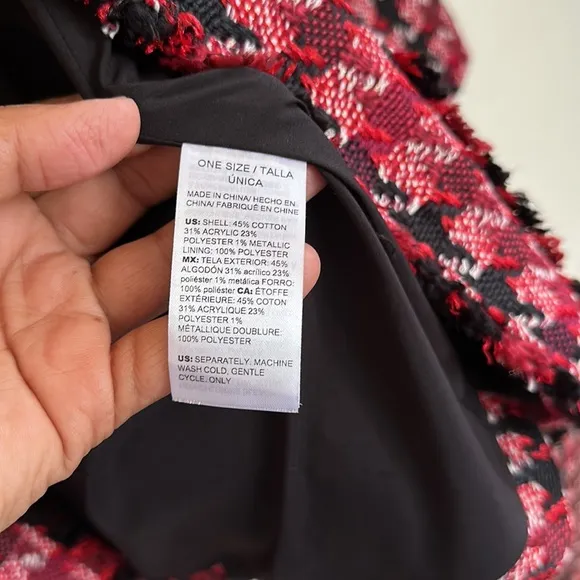 ONE SIZE / TALLA
ÚNICA
MADE IN CHINA/ HECHO EN
CHINA/ FABRIQUÉ EN CHINE
US: SHELL: 45% COTTON
31% ACRYLIC 23%
POLYESTER 1% METALLIC
LINING: 100% POLYESTER
MX: TELA EXTERIOR: 45%
ALGODÓN 31% acrílico 23%
poliéster 1% metálica FORRO:
100% poliéster CA: ÉTOFFE
EXTÉRIEURE: 45% COTON
31% ACRYLIQUE 23%
POLYESTER 1%
MÉTALLIQUE DOUBLURE:
100% POLYESTER
US: SEPARATELY. MACHINE
WASH COLD, GENTLE
CYCLE. ONLY